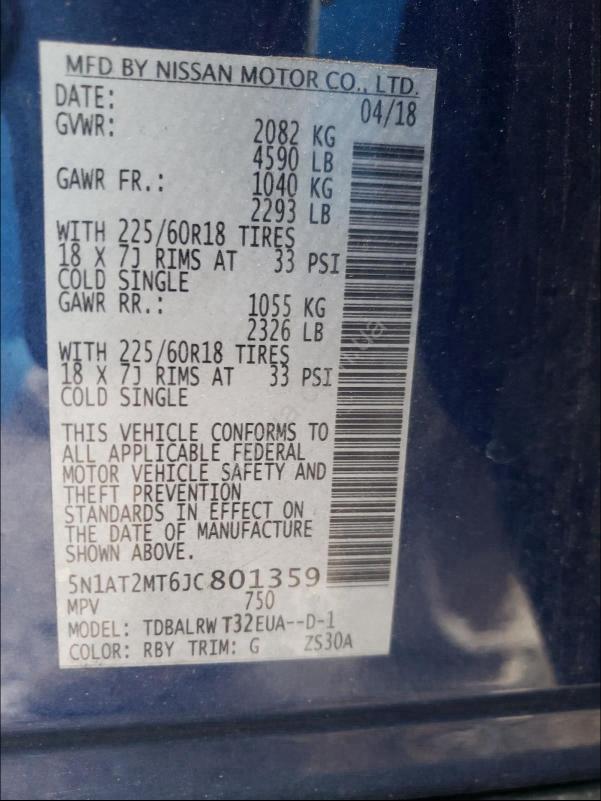 MFD BY NISSAN MOTOR CO., LTD.
DATE: 04/18
GVWR: 2082 KG
4590 LB
GAWR FR.: 1040 KG
2293 LB
WITH 225/60R18 TIRES
18 X 7J RIMS AT 33 PSI
COLD SINGLE
GAWR RR.: 1055 KG
2326 LB
WITH 225/60R18 TIRES
18 X 7J RIMS AT 33 PSI
COLD SINGLE
THIS VEHICLE CONFORMS TO
ALL APPLICABLE FEDERAL
MOTOR VEHICLE SAFETY AND
THEFT PREVENTION
STANDARDS IN EFFECT ON
THE DATE OF MANUFACTURE
SHOWN ABOVE.
5N1AT2MT6JC801359
MPV 750
MODEL: TDBALRW T32EUA--D-1
COLOR: RBY TRIM: G ZS30A